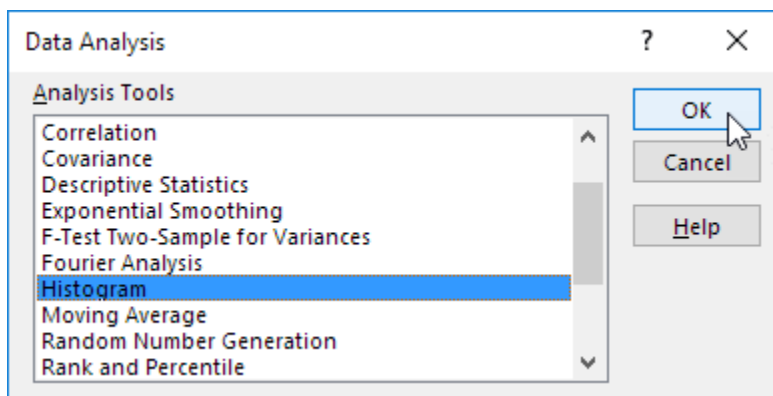 Data Analysis
?
Analysis Tools
Correlation
Covariance
Descriptive Statistics
Exponential Smoothing
F-Test Two-Sample for Variances
Fourier Analysis
Histogram
Moving Average
Random Number Generation
Rank and Percentile
OK
Cancel
Help